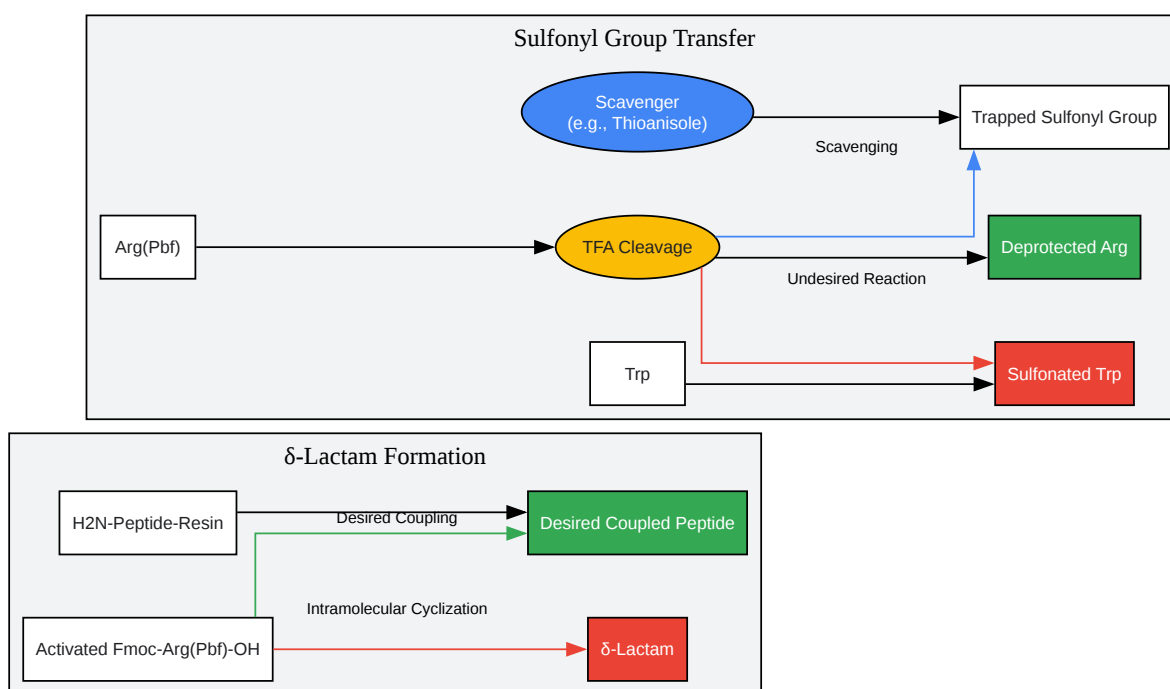 Sulfonyl Group Transfer
Scavenger
(e.g., Thioanisole)
Trapped Sulfonyl Group
Scavenging
Arg(Pbf)
TFA Cleavage
Deprotected Arg
Undesired Reaction
Trp
Sulfonated Trp
δ-Lactam Formation
H2N-Peptide-Resin
Desired Coupling
Desired Coupled Peptide
Intramolecular Cyclization
Activated Fmoc-Arg(Pbf)-OH
δ-Lactam